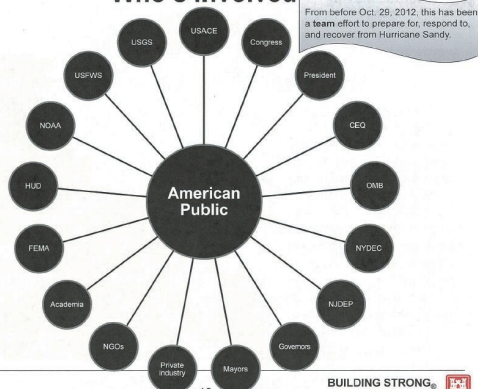 From before Oct. 29, 2012, this has been
a team effort to prepare for, respond to,
and recover from Hurricane Sandy.
USACE
Congress
President
CEQ
OMB
NYDEC
NJDEP
Governors
Mayors
Private
industry
NGOs
Academia
FEMA
HUD
NOAA
USFWS
USGS
American
Public
BUILDING STRONG®